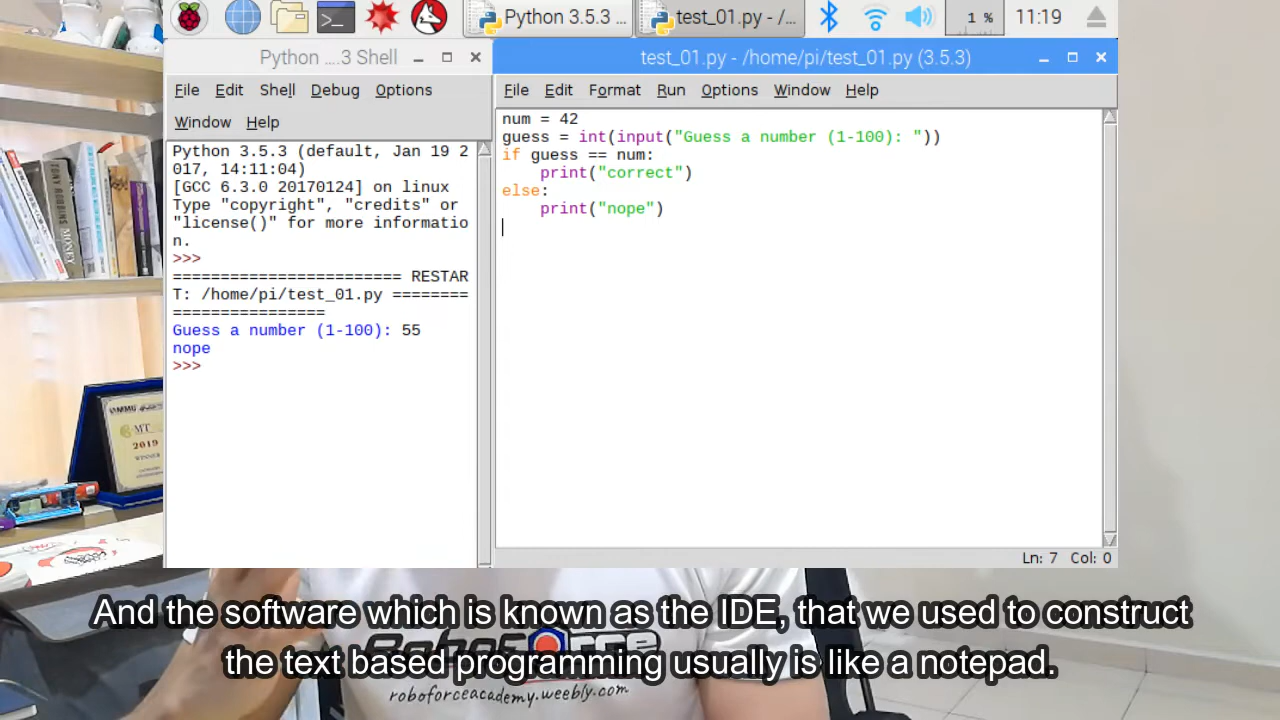 Python 3.5.3 ...
test_01.py - /...
1 %
11:19
Python ....3 Shell
test_01.py - /home/pi/test_01.py (3.5.3)
File Edit Shell Debug Options
Window Help
File Edit Format Run Options Window Help
Python 3.5.3 (default, Jan 19 2
017, 14:11:04)
[GCC 6.3.0 20170124] on linux
Type "copyright", "credits" or
"license()" for more informatio
n.
>>>
======================== RESTAR
T: /home/pi/test_01.py ========
================
Guess a number (1-100): 55
nope
>>>
num = 42
guess = int(input("Guess a number (1-100): "))
if guess == num:
    print("correct")
else:
    print("nope")
Ln: 7 Col: 0
TONY ROBBINS
MONEY
MMU
MT
2019
WINNER
And the software which is known as the IDE, that we used to construct
the text based programming usually is like a notepad.
roboforceacademy.weebly.com